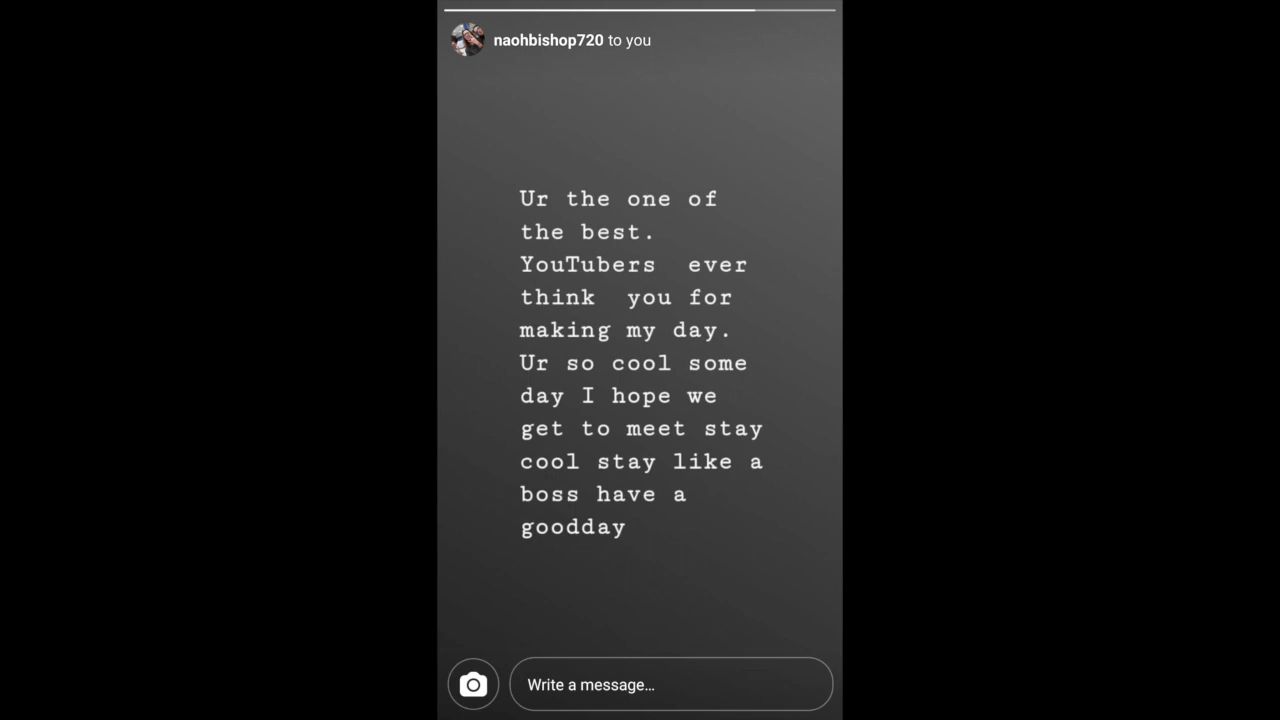 naohbishop720 to you
Ur the one of
the best.
YouTubers  ever
think  you for
making my day.
Ur so cool some
day I hope we
get to meet stay
cool stay like a
boss have a
goodday
Write a message...